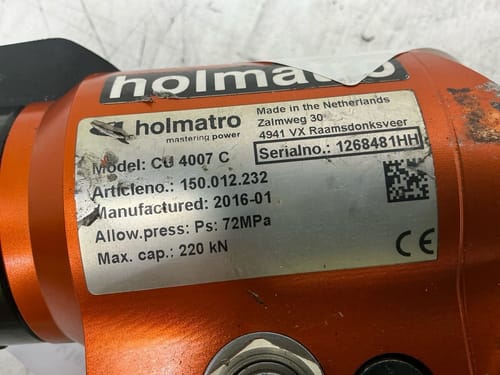 holmatro
holmatro
mastering power
Made in the Netherlands
Zalmweg 30
4941 VX Raamsdonksveer
Serialno.: 1268481HH
Model: CU 4007 C
Articleno.: 150.012.232
Manufactured: 2016-01
Allow.press: Ps: 72MPa
Max. cap.: 220 kN
CE